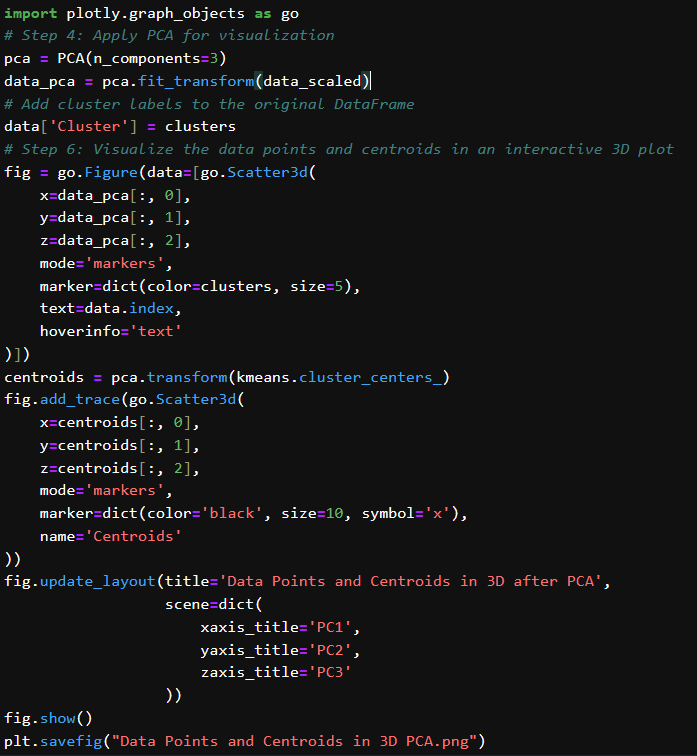 import plotly.graph_objects as go
# Step 4: Apply PCA for visualization
pca = PCA(n_components=3)
data_pca = pca.fit_transform(data_scaled)
# Add cluster labels to the original DataFrame
data['Cluster'] = clusters
# Step 6: Visualize the data points and centroids in an interactive 3D plot
fig = go.Figure(data=[go.Scatter3d(
    x=data_pca[:, 0],
    y=data_pca[:, 1],
    z=data_pca[:, 2],
    mode='markers',
    marker=dict(color=clusters, size=5),
    text=data.index,
    hoverinfo='text'
)])
centroids = pca.transform(kmeans.cluster_centers_)
fig.add_trace(go.Scatter3d(
    x=centroids[:, 0],
    y=centroids[:, 1],
    z=centroids[:, 2],
    mode='markers',
    marker=dict(color='black', size=10, symbol='x'),
    name='Centroids'
))
fig.update_layout(title='Data Points and Centroids in 3D after PCA',
                  scene=dict(
                      xaxis_title='PC1',
                      yaxis_title='PC2',
                      zaxis_title='PC3'
                  ))
fig.show()
plt.savefig("Data Points and Centroids in 3D PCA.png")